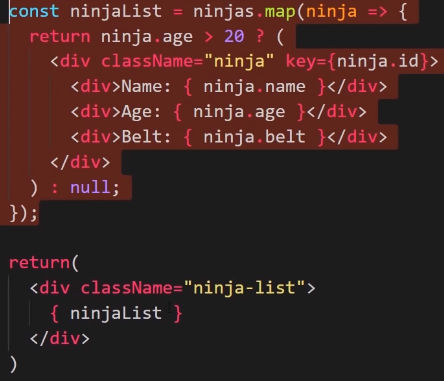 const ninjaList = ninjas.map(ninja => {
  return ninja.age > 20 ? (
    <div className="ninja" key={ninja.id}>
      <div>Name: { ninja.name }</div>
      <div>Age: { ninja.age }</div>
      <div>Belt: { ninja.belt }</div>
    </div>
  ) : null;
});

return(
  <div className="ninja-list">
    { ninjaList }
  </div>
)